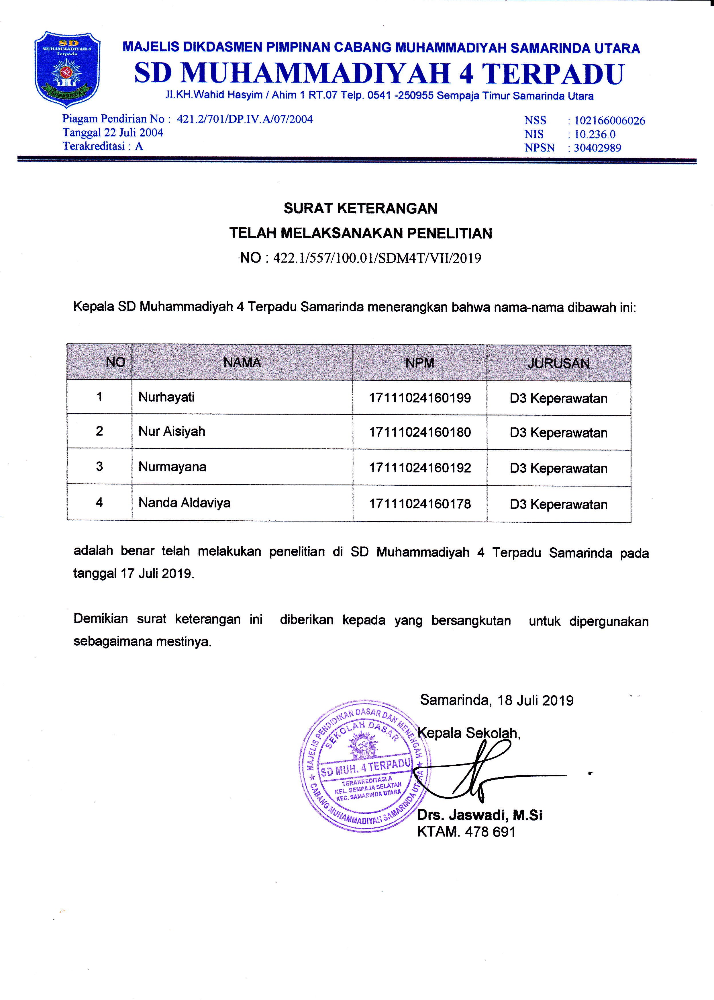 SD
MUHAMMADIYAH 4
Terpadu
SAMARINDA
MAJELIS DIKDASMEN PIMPINAN CABANG MUHAMMADIYAH SAMARINDA UTARA
SD MUHAMMADIYAH 4 TERPADU
Jl.KH.Wahid Hasyim / Ahim 1 RT.07 Telp. 0541 -250955 Sempaja Timur Samarinda Utara
Piagam Pendirian No : 421.2/701/DP.IV.A/07/2004
Tanggal 22 Juli 2004
Terakreditasi : A
NSS : 102166006026
NIS : 10.236.0
NPSN : 30402989
SURAT KETERANGAN
TELAH MELAKSANAKAN PENELITIAN
NO : 422.1/557/100.01/SDM4T/VII/2019
Kepala SD Muhammadiyah 4 Terpadu Samarinda menerangkan bahwa nama-nama dibawah ini:
NO NAMA NPM JURUSAN
1 Nurhayati 17111024160199 D3 Keperawatan
2 Nur Aisiyah 17111024160180 D3 Keperawatan
3 Nurmayana 17111024160192 D3 Keperawatan
4 Nanda Aldaviya 17111024160178 D3 Keperawatan
adalah benar telah melakukan penelitian di SD Muhammadiyah 4 Terpadu Samarinda pada
tanggal 17 Juli 2019.
Demikian surat keterangan ini diberikan kepada yang bersangkutan untuk dipergunakan
sebagaimana mestinya.
Samarinda, 18 Juli 2019
Kepala Sekolah,
MAJELIS PENDIDIKAN DASAR DAN MENENGAH
SEKOLAH DASAR
SD MUH. 4 TERPADU
TERAKREDITASI A
KEL. SEMPAJA SELATAN
KEC. SAMARINDA UTARA
CABANG MUHAMMADIYAH SAMARINDA UTARA
Drs. Jaswadi, M.Si
KTAM. 478 691